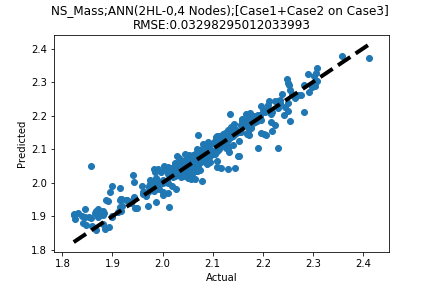 NS_Mass;ANN(2HL-0,4 Nodes);[Case1+Case2 on Case3]
RMSE:0.03298295012033993
2.4
2.3
2.2
2.1
2.0
1.9
1.8
Predicted
1.8 1.9 2.0 2.1 2.2 2.3 2.4
Actual